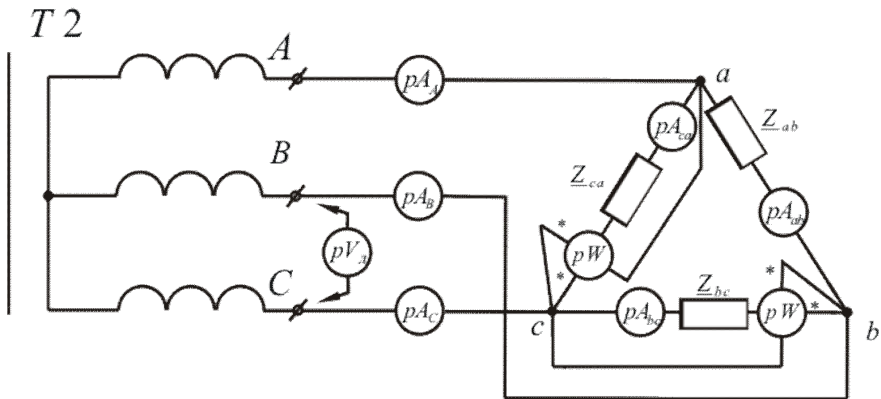 T 2
A
pA_A
a
pA_ca
Z_ab
B
Z_ca
pA_B
pA_ab
*
pV_Л
pW
*
*
C
Z_bc
*
pA_C
c
pA_bc
pW
b